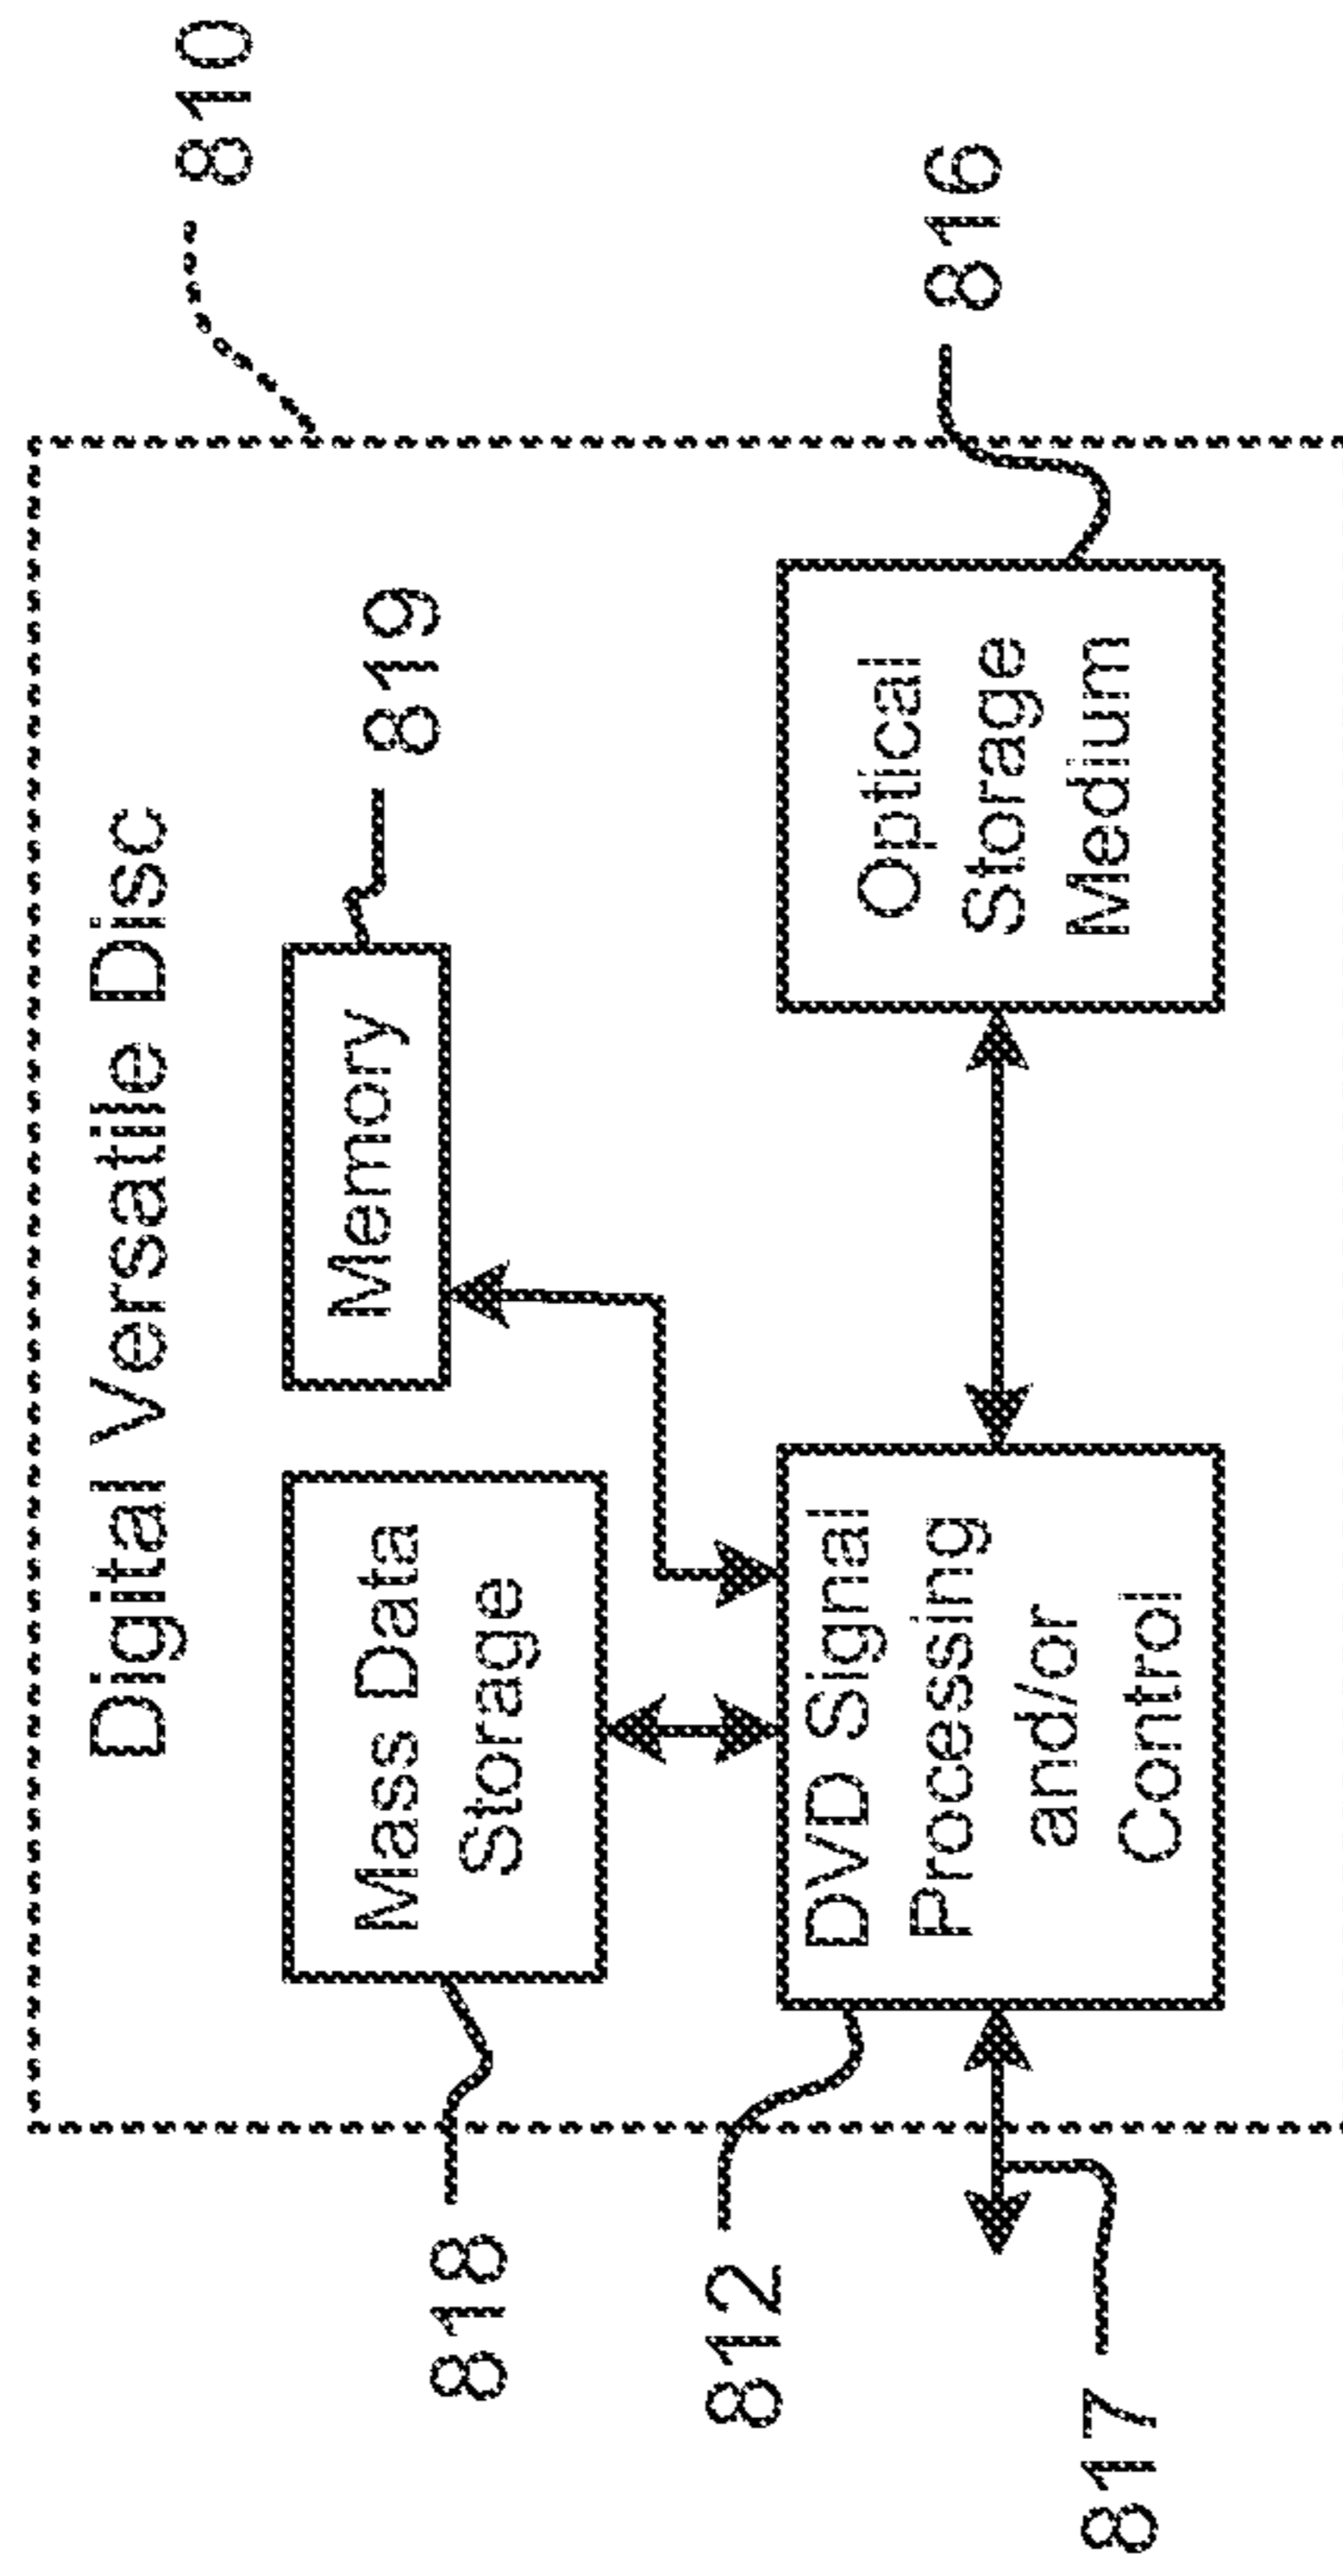 Digital Versatile Disc
810
Mass Data
Storage
Memory
819
818
DVD Signal
Processing
and/or
Control
Optical
Storage
Medium
816
812
817